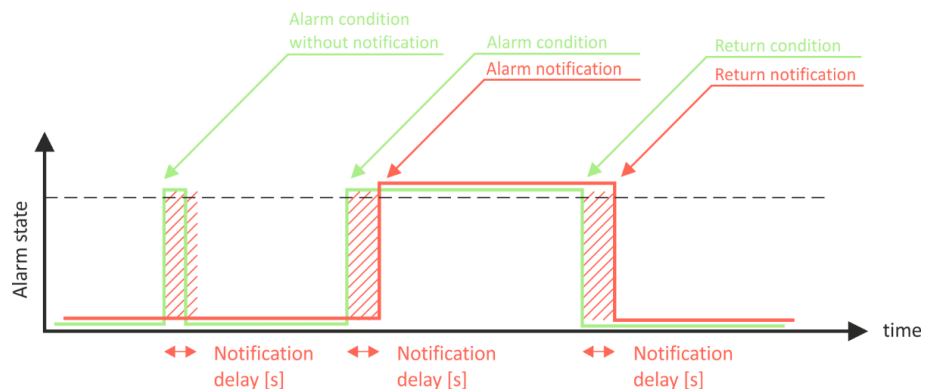 Alarm condition
without notification
Alarm condition
Alarm notification
Return condition
Return notification
Alarm state
time
Notification
delay [s]
Notification
delay [s]
Notification
delay [s]